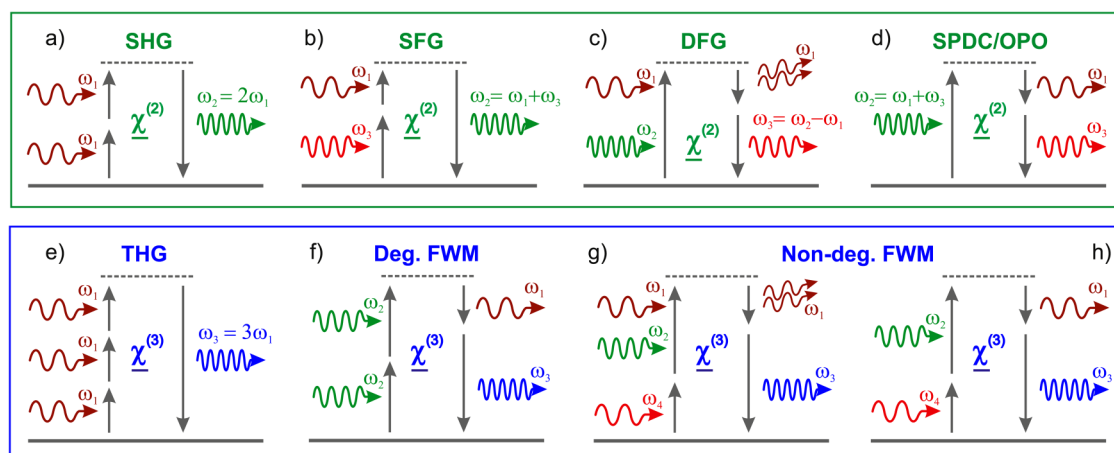 a) SHG
ω₁
ω₁
χ⁽²⁾
ω₂ = 2ω₁
b) SFG
ω₁
ω₃
χ⁽²⁾
ω₂= ω₁+ω₃
c) DFG
ω₁
ω₂
χ⁽²⁾
ω₁
ω₃= ω₂−ω₁
d) SPDC/OPO
ω₂= ω₁+ω₃
χ⁽²⁾
ω₁
ω₃
e) THG
ω₁
ω₁
ω₁
χ⁽³⁾
ω₃ = 3ω₁
f) Deg. FWM
ω₂
ω₂
χ⁽³⁾
ω₁
ω₃
g) Non-deg. FWM h)
ω₁
ω₂
ω₄
χ⁽³⁾
ω₁
ω₃
ω₂
ω₄
χ⁽³⁾
ω₁
ω₃